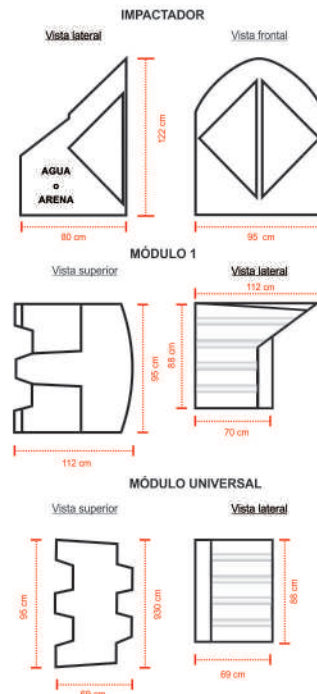 IMPACTADOR
Vista lateral
Vista frontal
AGUA
o
ARENA
122 cm
80 cm
95 cm
MÓDULO 1
Vista superior
Vista lateral
112 cm
95 cm
88 cm
112 cm
70 cm
MÓDULO UNIVERSAL
Vista superior
Vista lateral
95 cm
930 cm
88 cm
69 cm
69 cm